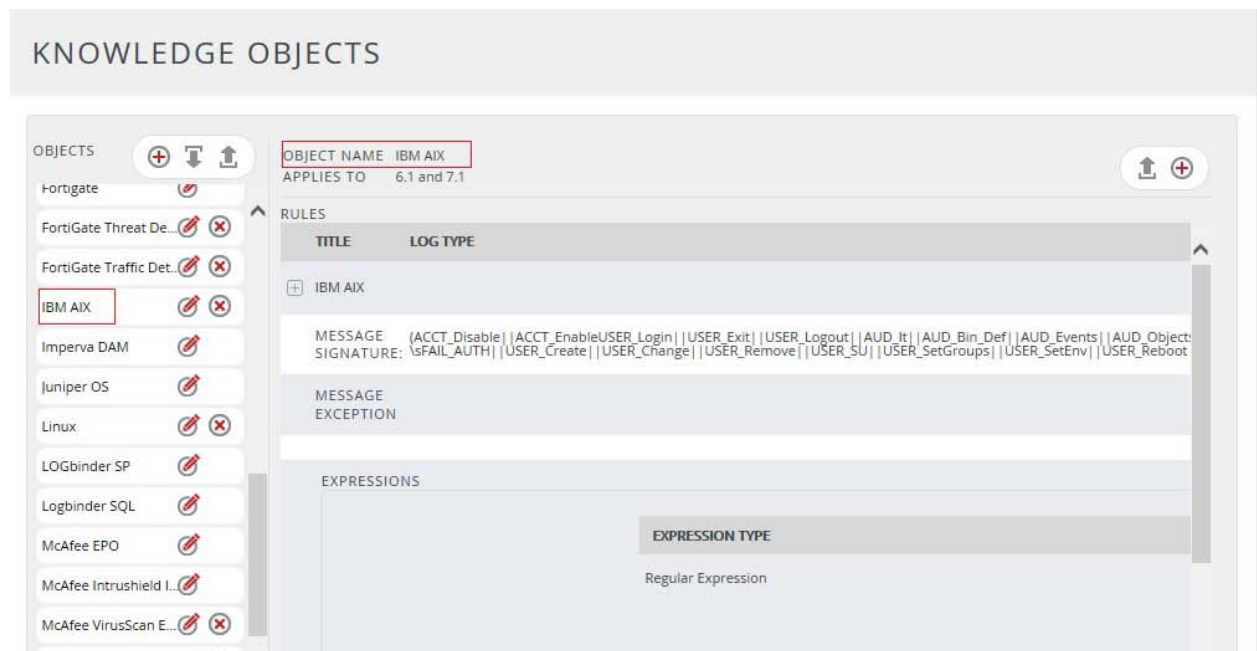 KNOWLEDGE OBJECTS
OBJECTS
Fortigate
FortiGate Threat De...
FortiGate Traffic Det...
IBM AIX
Imperva DAM
Juniper OS
Linux
LOGbinder SP
Logbinder SQL
McAfee EPO
McAfee Intrushield I...
McAfee VirusScan E...
OBJECT NAME IBM AIX
APPLIES TO 6.1 and 7.1
RULES
TITLE LOG TYPE
IBM AIX
MESSAGE SIGNATURE:
(ACCT_Disable||ACCT_EnableUSER_Login||USER_Exit||USER_Logout||AUD_It||AUD_Bin_Def||AUD_Events||AUD_Objects
\sFAIL_AUTH||USER_Create||USER_Change||USER_Remove||USER_SU||USER_SetGroups||USER_SetEnv||USER_Reboot
MESSAGE
EXCEPTION
EXPRESSIONS
EXPRESSION TYPE
Regular Expression